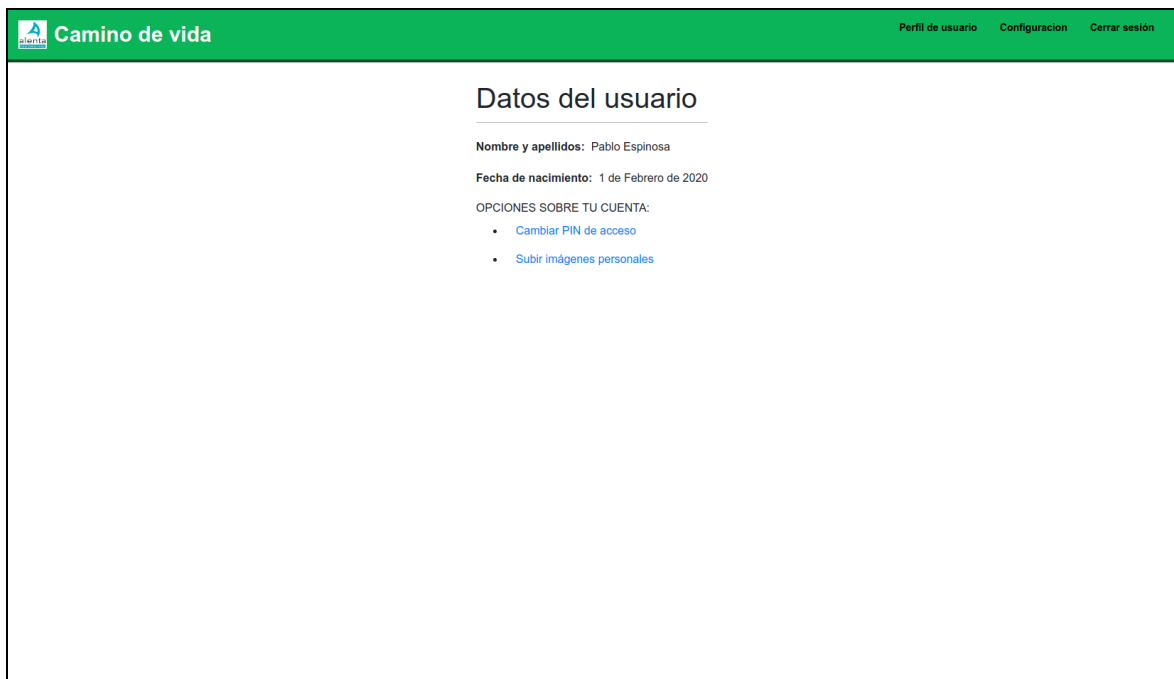 alenta
Camino de vida
Perfil de usuario Configuracion Cerrar sesión
Datos del usuario
Nombre y apellidos: Pablo Espinosa
Fecha de nacimiento: 1 de Febrero de 2020
OPCIONES SOBRE TU CUENTA:
• Cambiar PIN de acceso
• Subir imágenes personales